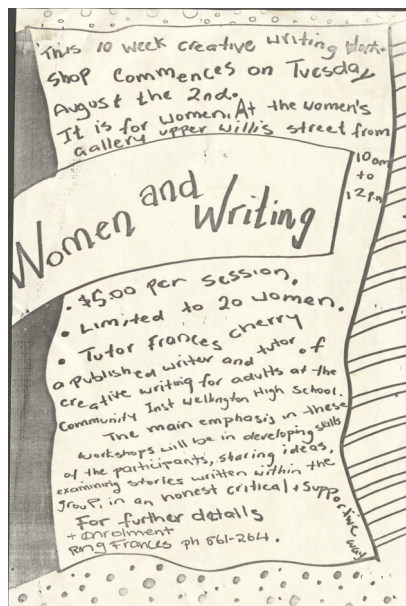 This 10 week creative writing Work-
shop Commences on Tuesday
August the 2nd.
It is for women. At the women's
Gallery upper willis street from
10 am
to
12 p.m
Women and Writing
• $5.00 per session.
• Limited to 20 women.
• Tutor Frances cherry
a published writer and tutor of
creative writing for adults at the
Community Inst Wellington High School.
The main emphasis in these
workshops will be in developing skills
of the participants, staring ideas,
examining stories written within the
group, in an honest critical + supportive way
For further details
+ enrolment
ring Frances ph 861-264.